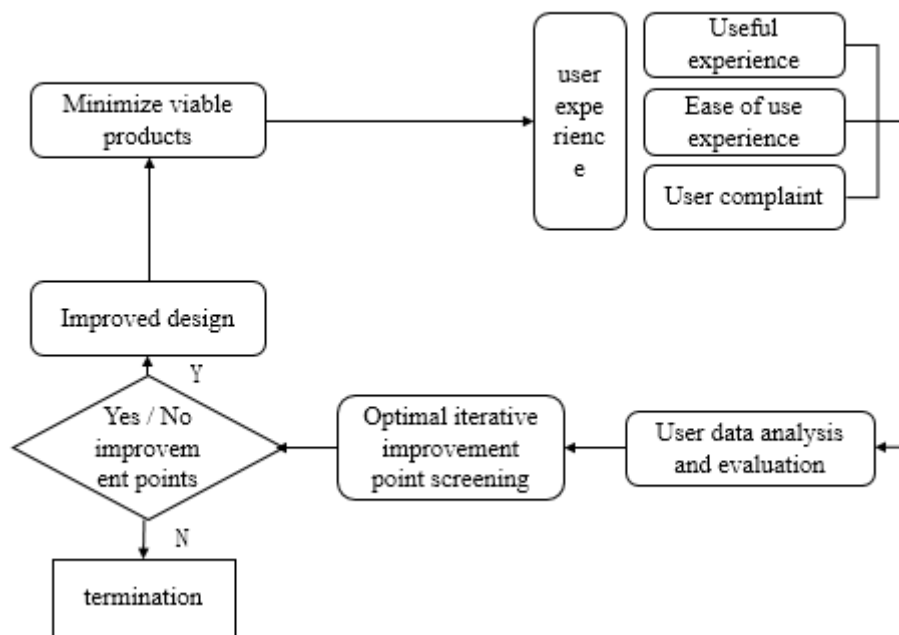 Minimize viable
products
user
expe
rienc
e
Useful
experience
Ease of use
experience
User complaint
Improved design
Y
Yes / No
improvem
ent points
Optimal iterative
improvement
point screening
User data analysis
and evaluation
N
termination